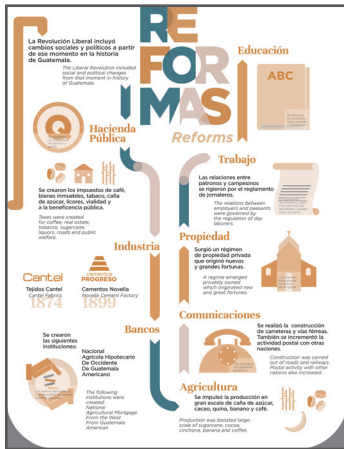 REFORMAS
Reforms
La Revolución Liberal incluyó
cambios sociales y políticos a partir
de ese momento en la historia
de Guatemala.
The Liberal Revolution included
social and political changes
from that moment in history
of Guatemala.
Educación
ABC
Hacienda
Pública
Q
Se crearon los impuestos de café,
bienes inmuebles, tabaco, caña
de azúcar, licores, vialidad y
a la beneficencia pública.
Taxes were created
for coffee, real estate,
tobacco, sugarcane,
liquors, roads and public
welfare.
Trabajo
Las relaciones entre
patronos y campesinos
se rigieron por el reglamento
de jornaleros.
The relations between
employers and peasants
were governed by
the regulation of day
laborers.
Industria
Cantel
Tejidos Cantel
Cantel Fabrics
1874
cementos
PROGRESO
Cementos Novella
Novella Cement Factory
1899
Propiedad
Surgió un régimen
de propiedad privada
que originó nuevas
y grandes fortunas.
A regime emerged
privately owned
which originated new
and great fortunes.
Bancos
Se crearon
las siguientes
instituciones:
Nacional
Agrícola Hipotecario
De Occidente
De Guatemala
Americano
The following
institutions were
created
National
Agricultural Mortgage
From the West
From Guatemala
American
Comunicaciones
Se realizó la construcción
de carreteras y vías férreas.
También se incrementó la
actividad postal con otras
naciones.
Construction was carried
out of roads and railways.
Postal activity with other
nations also increased.
Agricultura
Se impulsó la producción en
gran escala de caña de azúcar,
cacao, quina, banano y café.
Production was boosted large-
scale of sugarcane, cocoa,
cinchona, banana and coffee.